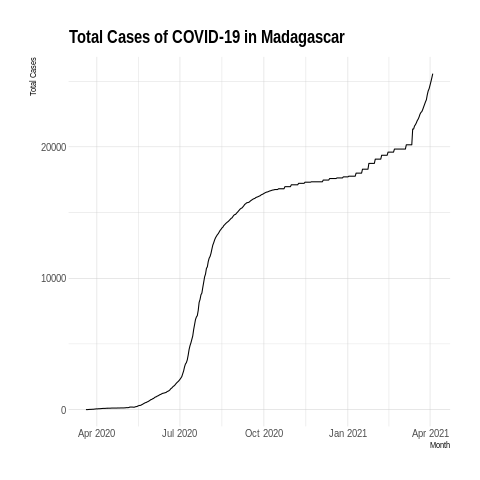 Total Cases of COVID-19 in Madagascar
Total Cases
20000
10000
0
Apr 2020 Jul 2020 Oct 2020 Jan 2021 Apr 2021
Month